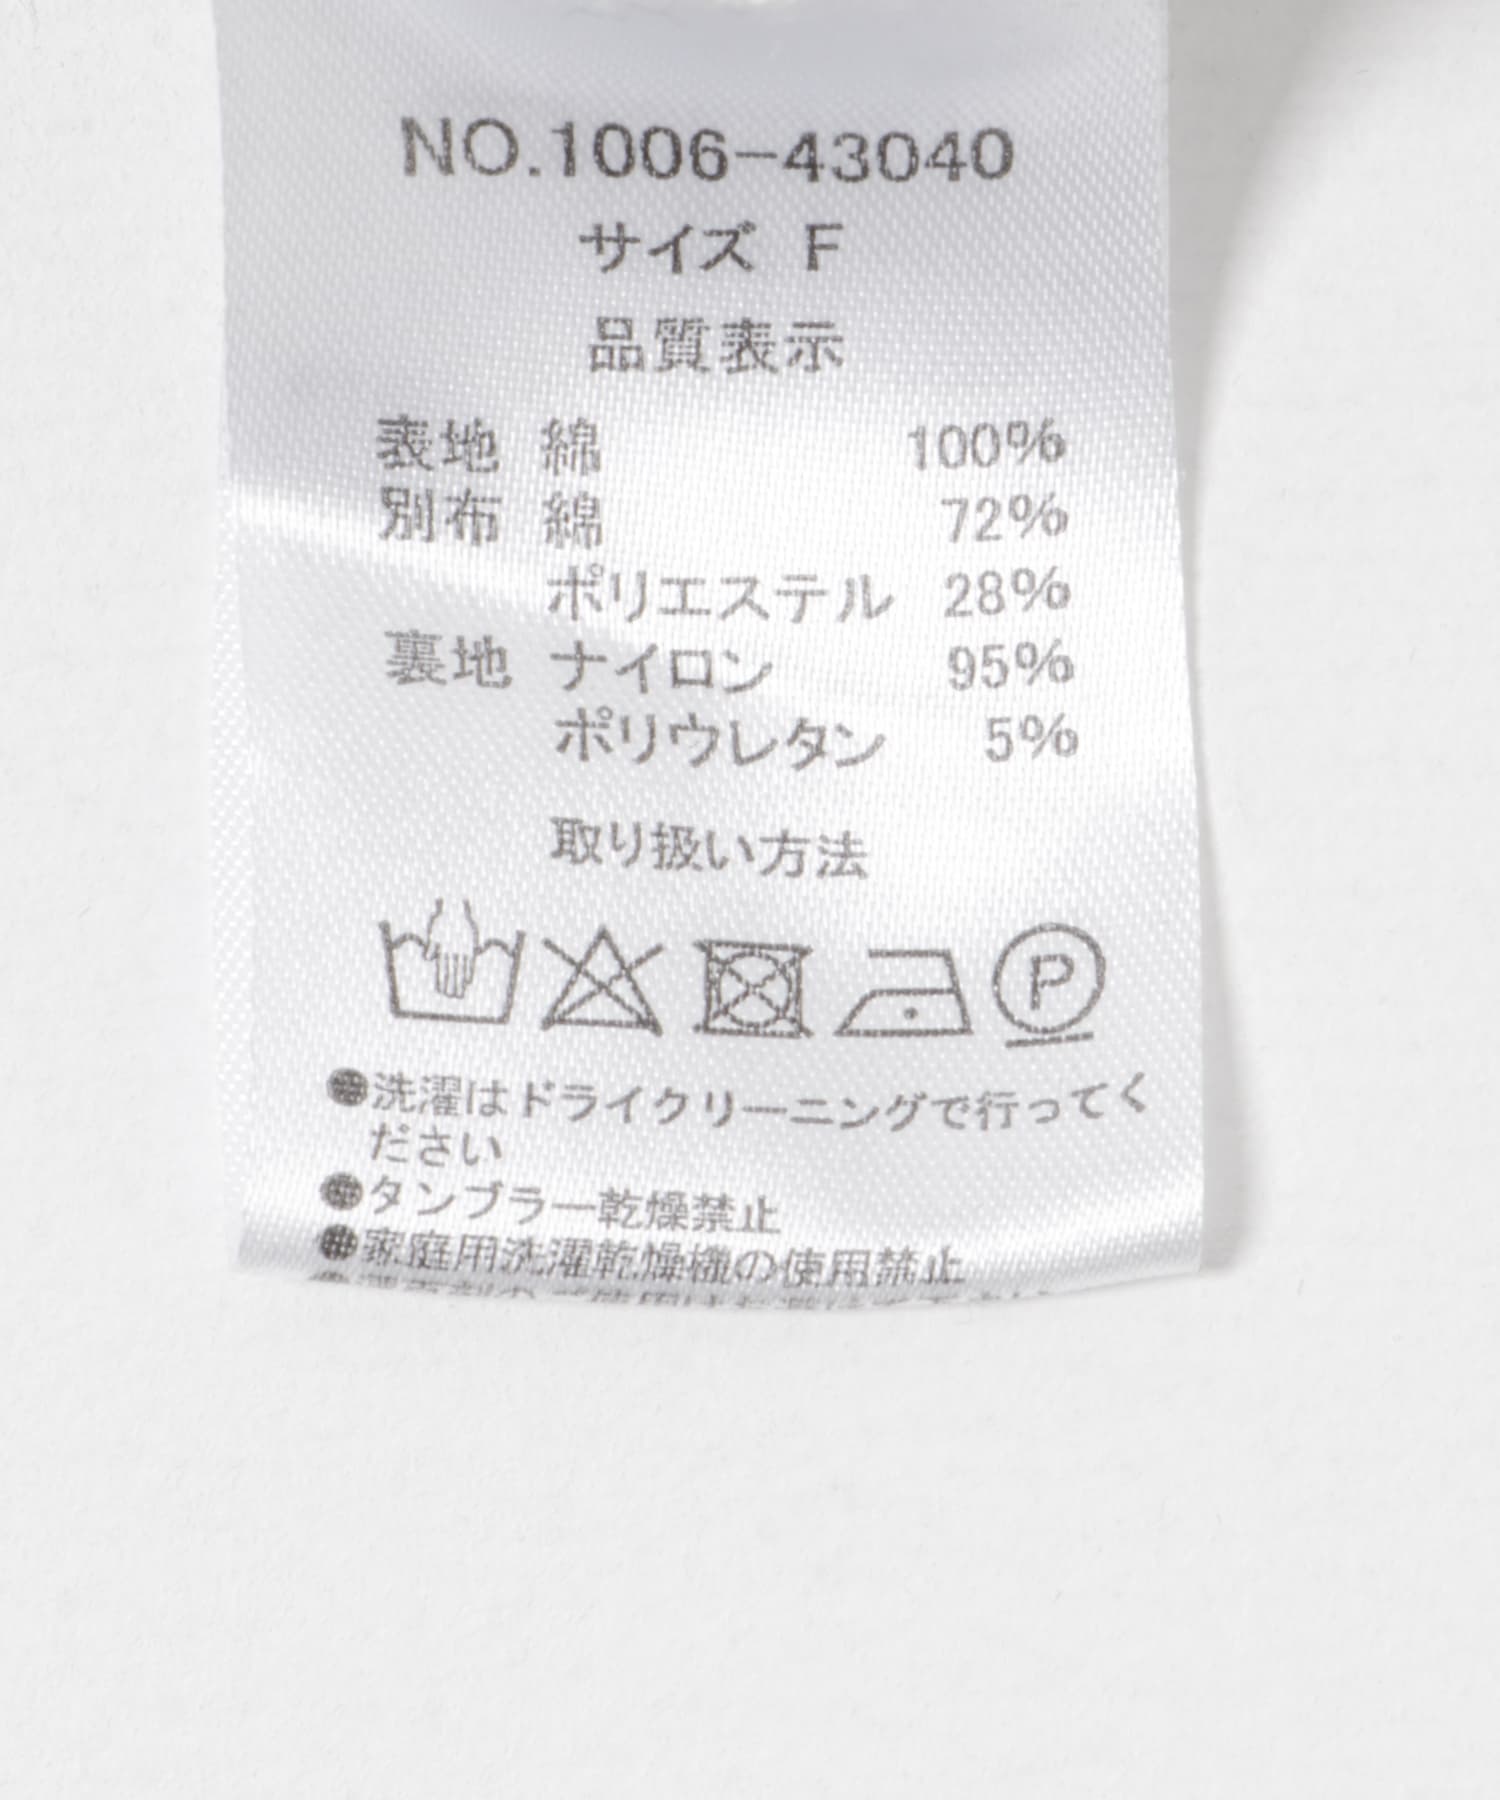 NO.1006-43040
サイズ F
品質表示
表地 綿 100%
別布 綿 72%
ポリエステル 28%
裏地 ナイロン 95%
ポリウレタン 5%
取り扱い方法
P
●洗濯はドライクリーニングで行ってく
ださい
●タンブラー乾燥禁止
●家庭用洗濯乾燥機の使用禁止